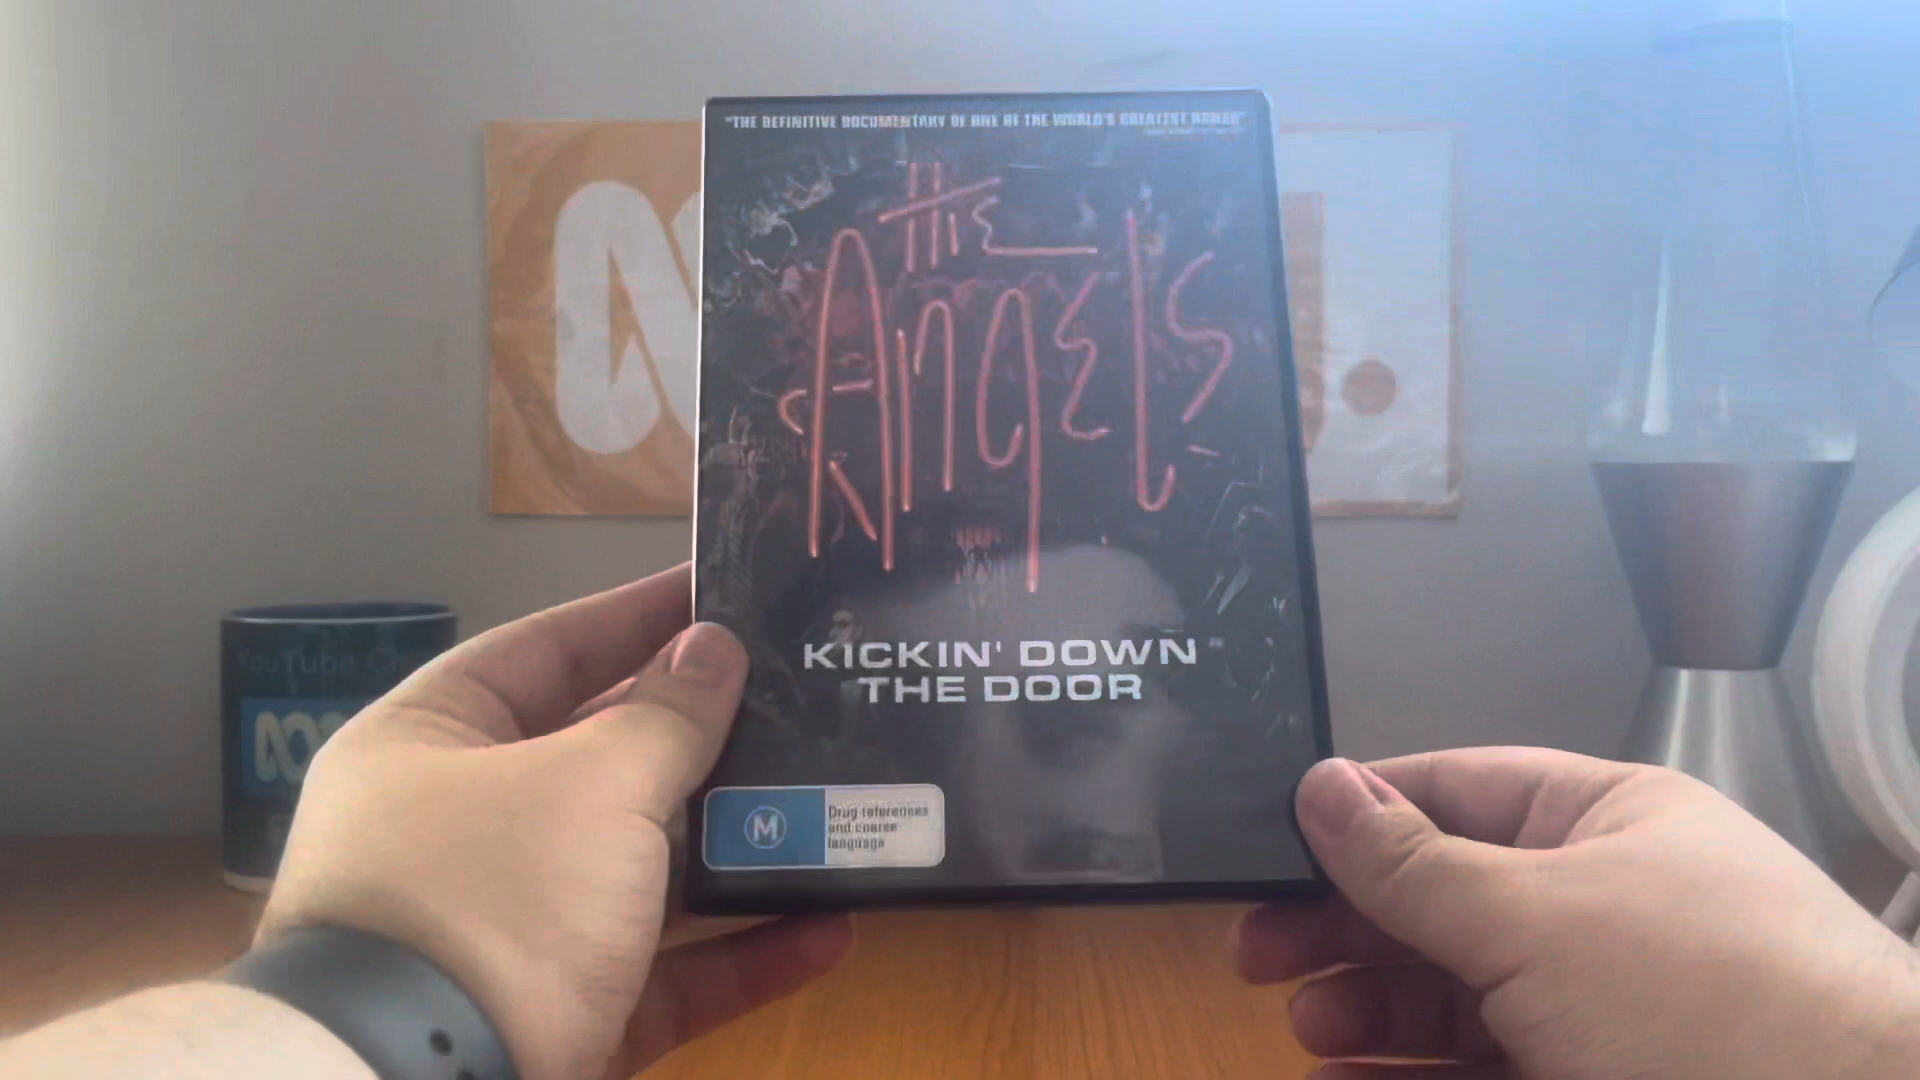 "THE DEFINITIVE DOCUMENTARY OF ONE OF THE WORLD'S GREATEST BANDS"
The
Angels
KICKIN' DOWN
THE DOOR
M
Drug references
and coarse
language
YouTube